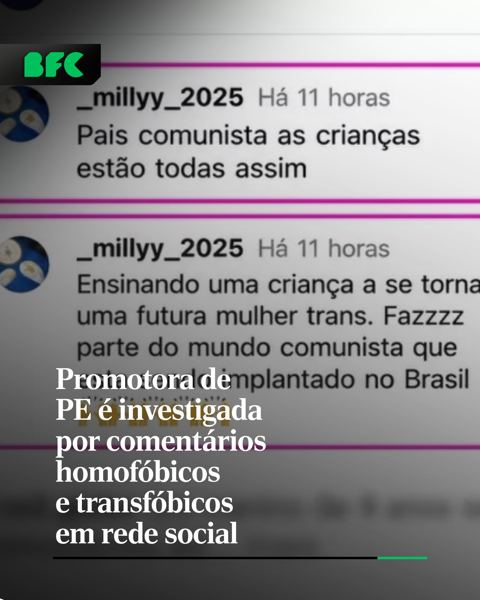 BFC
_millyy_2025 Há 11 horas
Pais comunista as crianças
estão todas assim
_millyy_2025 Há 11 horas
Ensinando uma criança a se torna
uma futura mulher trans. Fazzzz
parte do mundo comunista que
implantado no Brasil
Promotora de
PE é investigada
por comentários
homofóbicos
e transfóbicos
em rede social